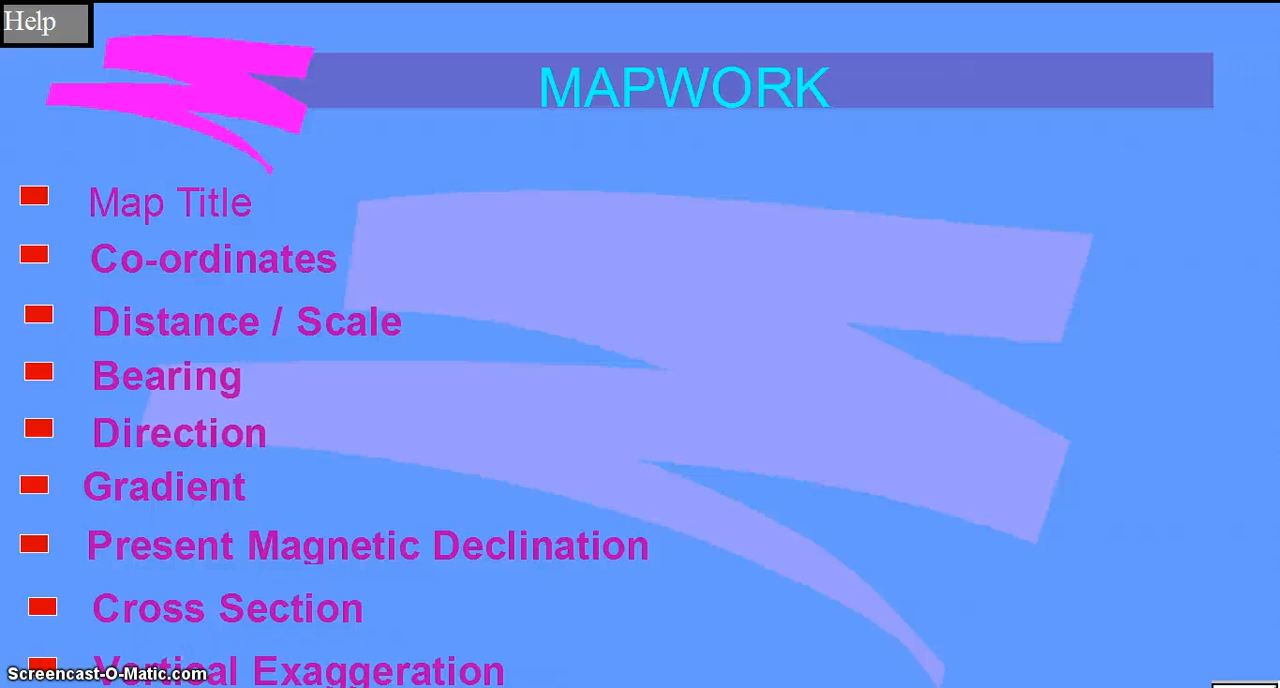 Help
MAPWORK
Map Title
Co-ordinates
Distance / Scale
Bearing
Direction
Gradient
Present Magnetic Declination
Cross Section
Vertical Exaggeration
Screencast-O-Matic.com